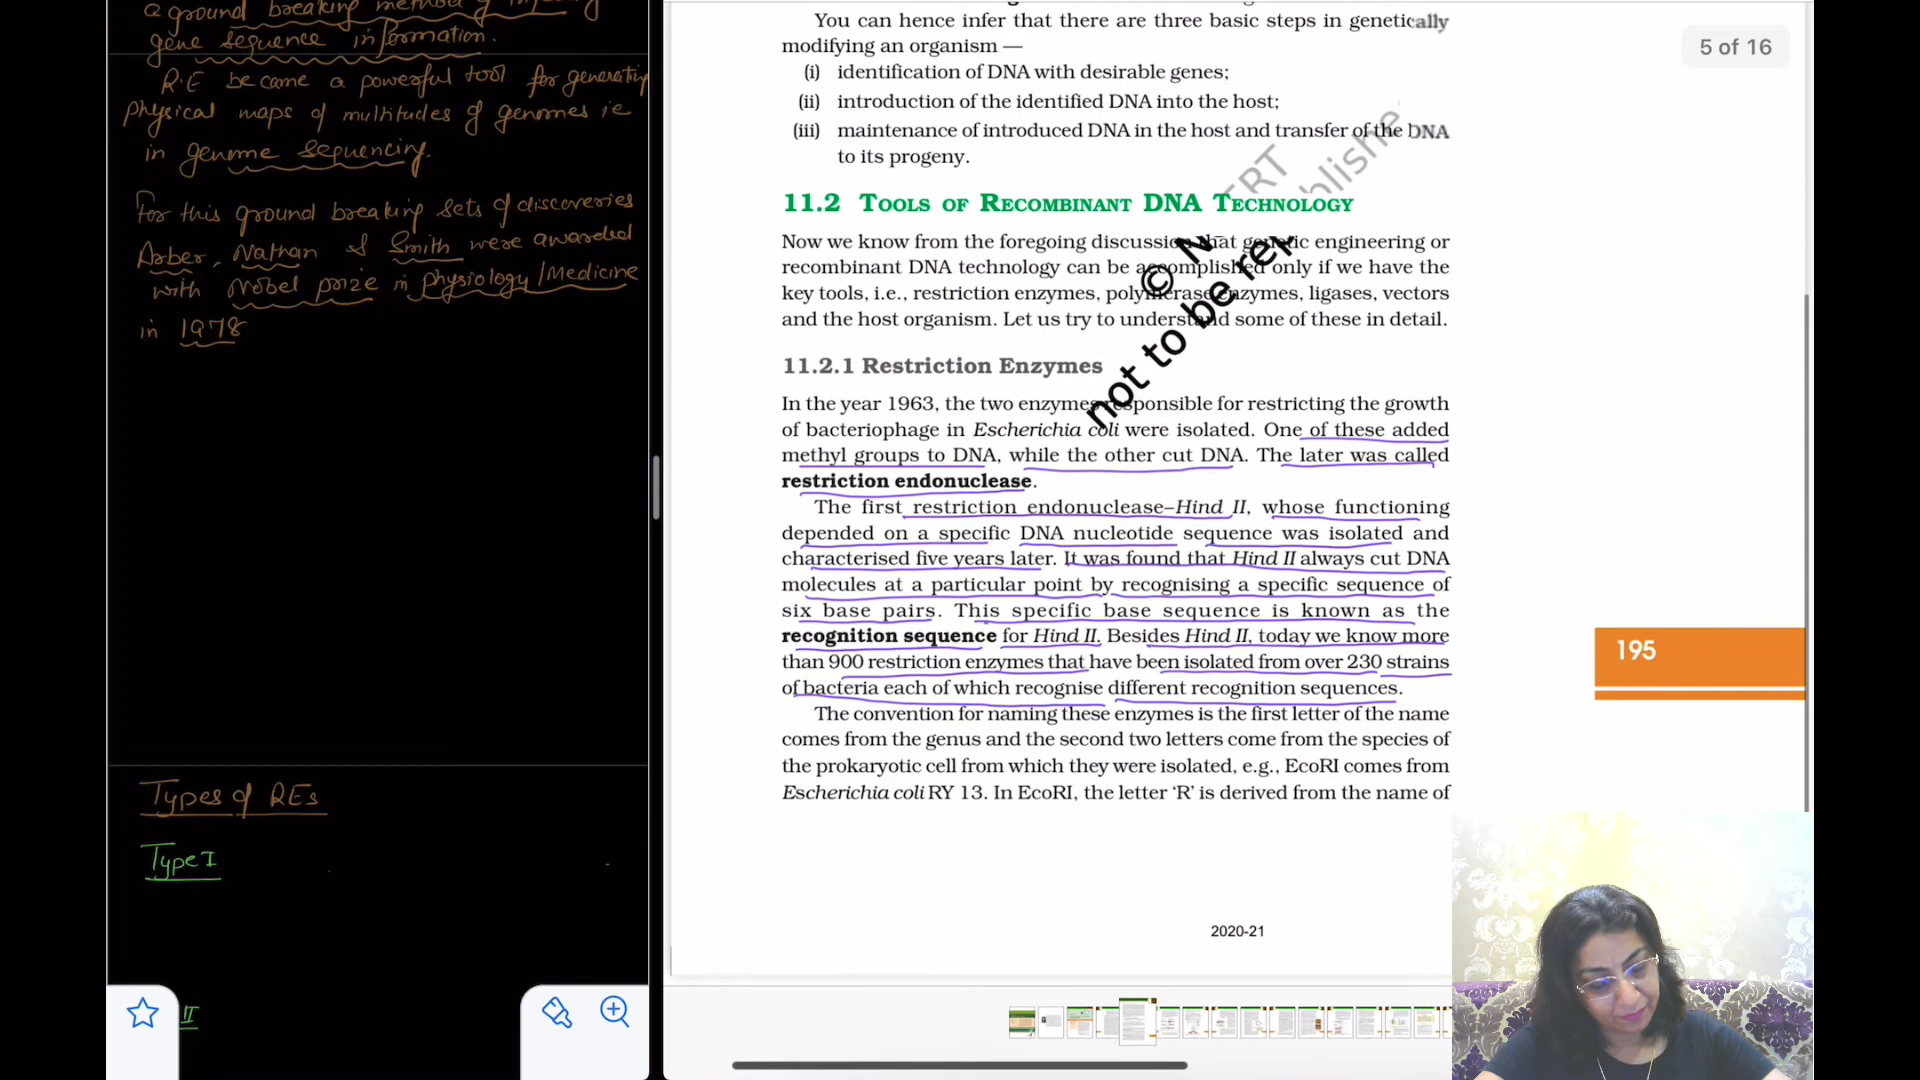 a ground breaking method of
gene sequence information.
R.E became a powerful tool for generating
physical maps of multitudes of genomes ie
in genome sequencing.
For this ground breaking sets of discoveries
Arber, Nathan & Smith were awarded
with Nobel prize in physiology/Medicine
in 1978
Types of REs
Type I
II
You can hence infer that there are three basic steps in genetically
modifying an organism —
(i) identification of DNA with desirable genes;
(ii) introduction of the identified DNA into the host;
(iii) maintenance of introduced DNA in the host and transfer of the DNA
to its progeny.
11.2 TOOLS OF RECOMBINANT DNA TECHNOLOGY
Now we know from the foregoing discussion that genetic engineering or
recombinant DNA technology can be accomplished only if we have the
key tools, i.e., restriction enzymes, polymerase enzymes, ligases, vectors
and the host organism. Let us try to understand some of these in detail.
11.2.1 Restriction Enzymes
In the year 1963, the two enzymes responsible for restricting the growth
of bacteriophage in Escherichia coli were isolated. One of these added
methyl groups to DNA, while the other cut DNA. The later was called
restriction endonuclease.
The first restriction endonuclease–Hind II, whose functioning
depended on a specific DNA nucleotide sequence was isolated and
characterised five years later. It was found that Hind II always cut DNA
molecules at a particular point by recognising a specific sequence of
six base pairs. This specific base sequence is known as the
recognition sequence for Hind II. Besides Hind II, today we know more
than 900 restriction enzymes that have been isolated from over 230 strains
of bacteria each of which recognise different recognition sequences.
The convention for naming these enzymes is the first letter of the name
comes from the genus and the second two letters come from the species of
the prokaryotic cell from which they were isolated, e.g., EcoRI comes from
Escherichia coli RY 13. In EcoRI, the letter ‘R’ is derived from the name of
© N
not to be rep
ERT
blishe
5 of 16
195
2020-21